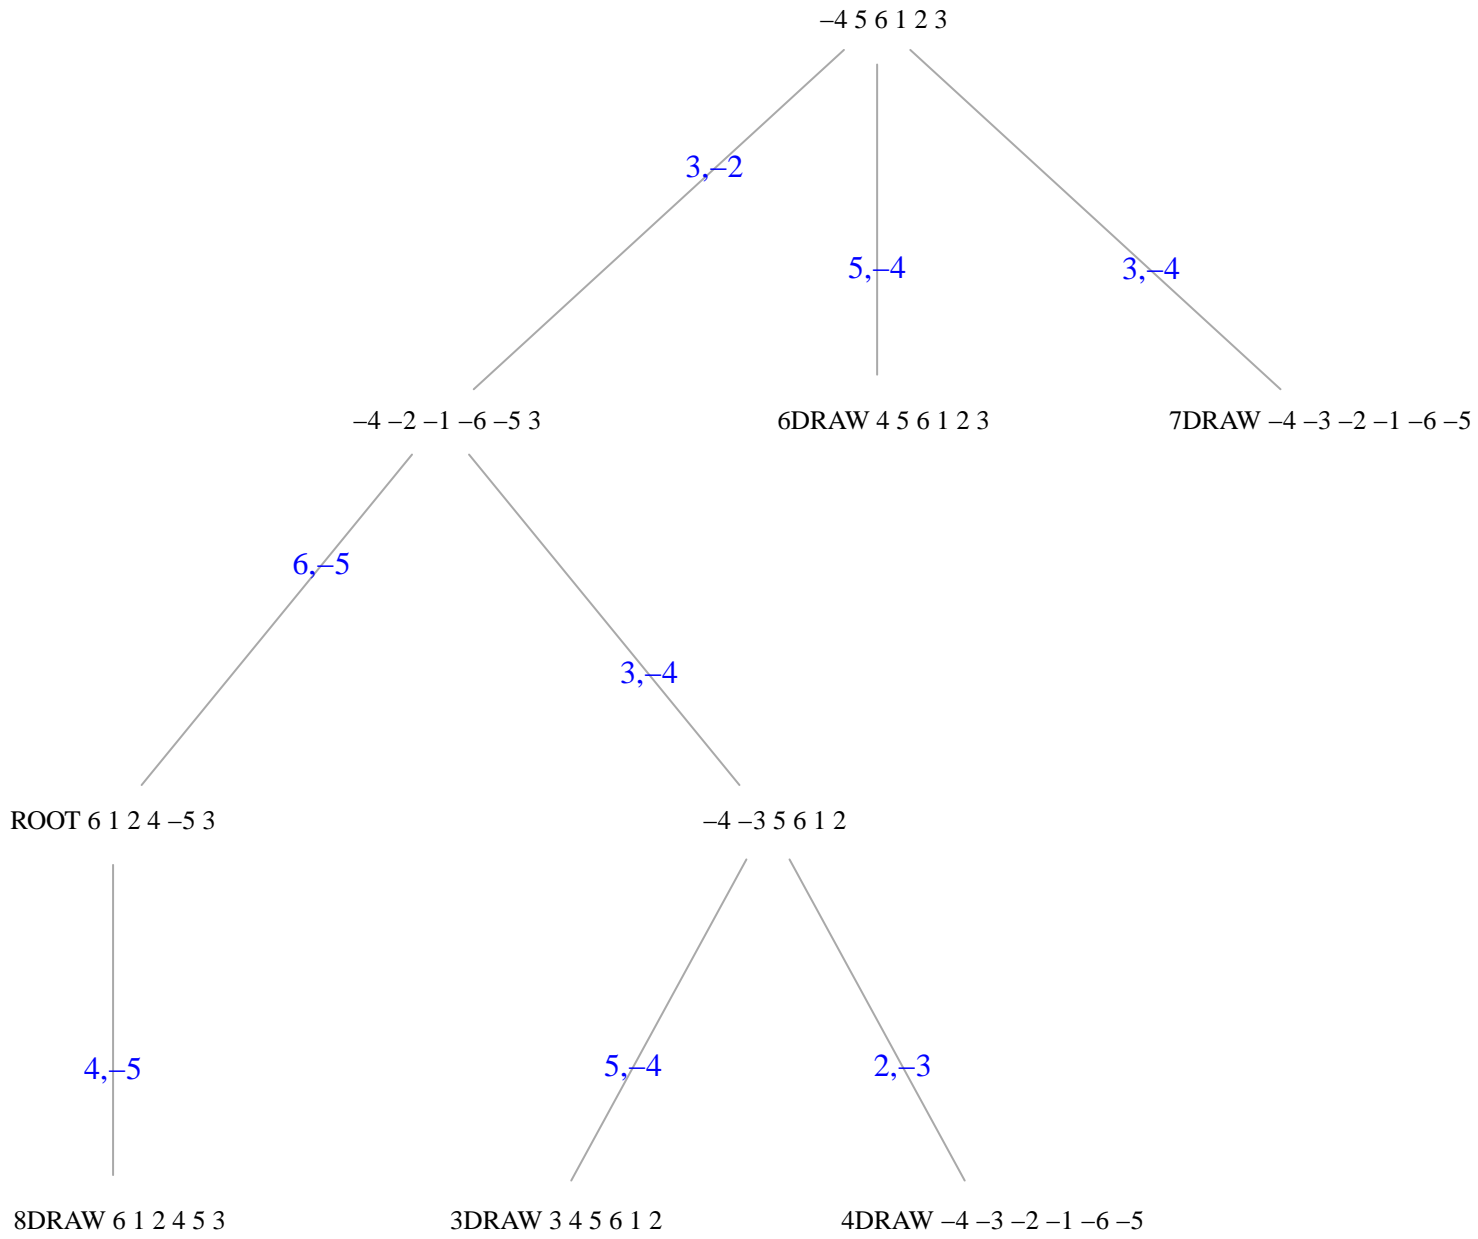 –4 5 6 1 2 3
3,–2
5,–4
3,–4
–4 –2 –1 –6 –5 3
6DRAW 4 5 6 1 2 3
7DRAW –4 –3 –2 –1 –6 –5
6,–5
3,–4
ROOT 6 1 2 4 –5 3
–4 –3 5 6 1 2
4,–5
5,–4
2,–3
8DRAW 6 1 2 4 5 3
3DRAW 3 4 5 6 1 2
4DRAW –4 –3 –2 –1 –6 –5